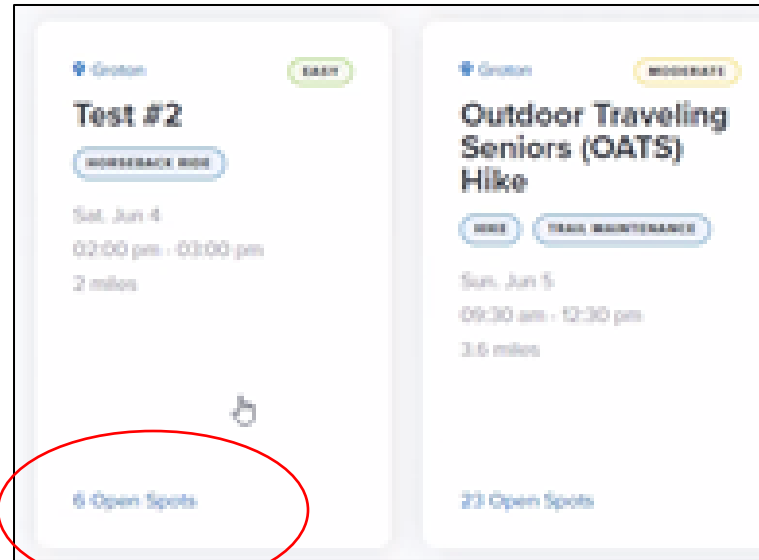 Groton
EASY
Test #2
HORSEBACK RIDE
Sat, Jun 4
02:00 pm - 03:00 pm
2 miles
6 Open Spots
Groton
MODERATE
Outdoor Traveling
Seniors (OATS)
Hike
HIKE
TRAIL MAINTENANCE
Sun, Jun 5
09:30 am - 12:30 pm
3.6 miles
23 Open Spots